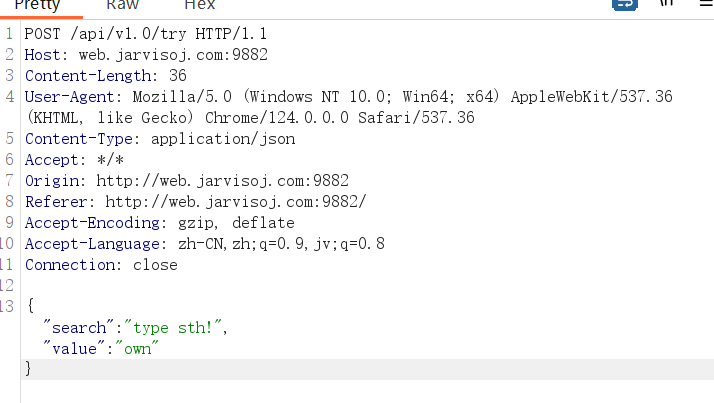 Pretty Raw Hex \n
1 POST /api/v1.0/try HTTP/1.1
2 Host: web.jarvisoj.com:9882
3 Content-Length: 36
4 User-Agent: Mozilla/5.0 (Windows NT 10.0; Win64; x64) AppleWebKit/537.36
(KHTML, like Gecko) Chrome/124.0.0.0 Safari/537.36
5 Content-Type: application/json
6 Accept: */*
7 Origin: http://web.jarvisoj.com:9882
8 Referer: http://web.jarvisoj.com:9882/
9 Accept-Encoding: gzip, deflate
10 Accept-Language: zh-CN,zh;q=0.9,jv;q=0.8
11 Connection: close
12
13 {
"search":"type sth!",
"value":"own"
}